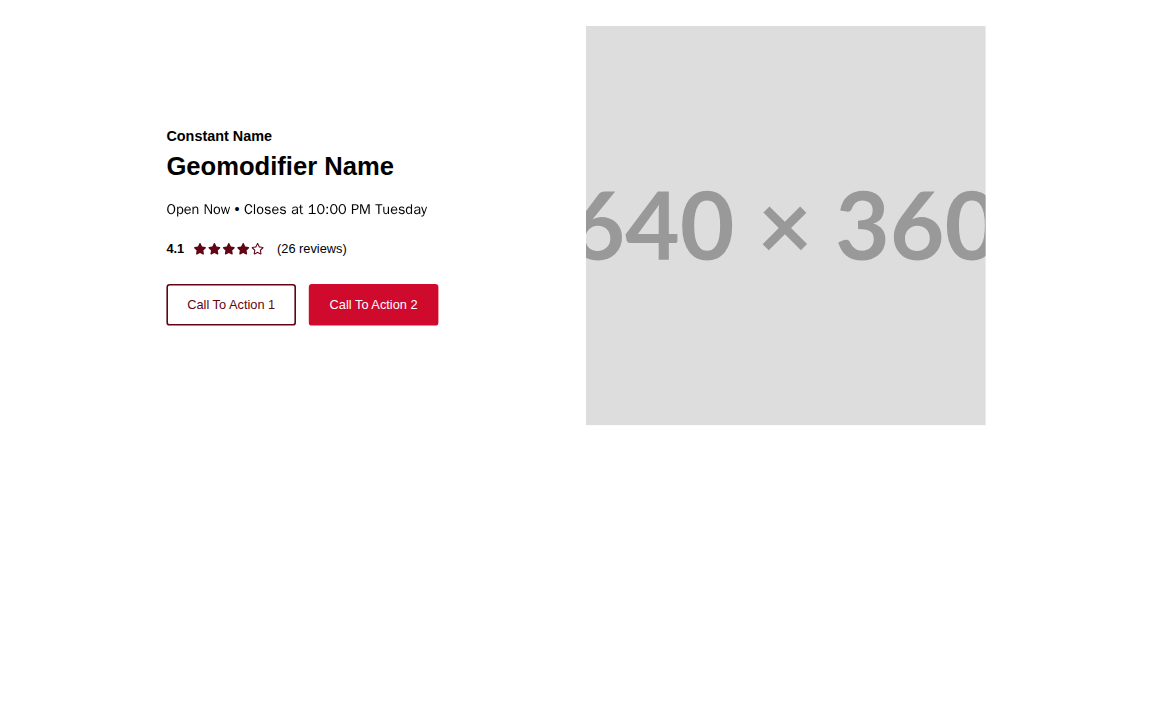 Constant Name
Geomodifier Name
Open Now • Closes at 10:00 PM Tuesday
4.1 (26 reviews)
Call To Action 1
Call To Action 2
640 × 360